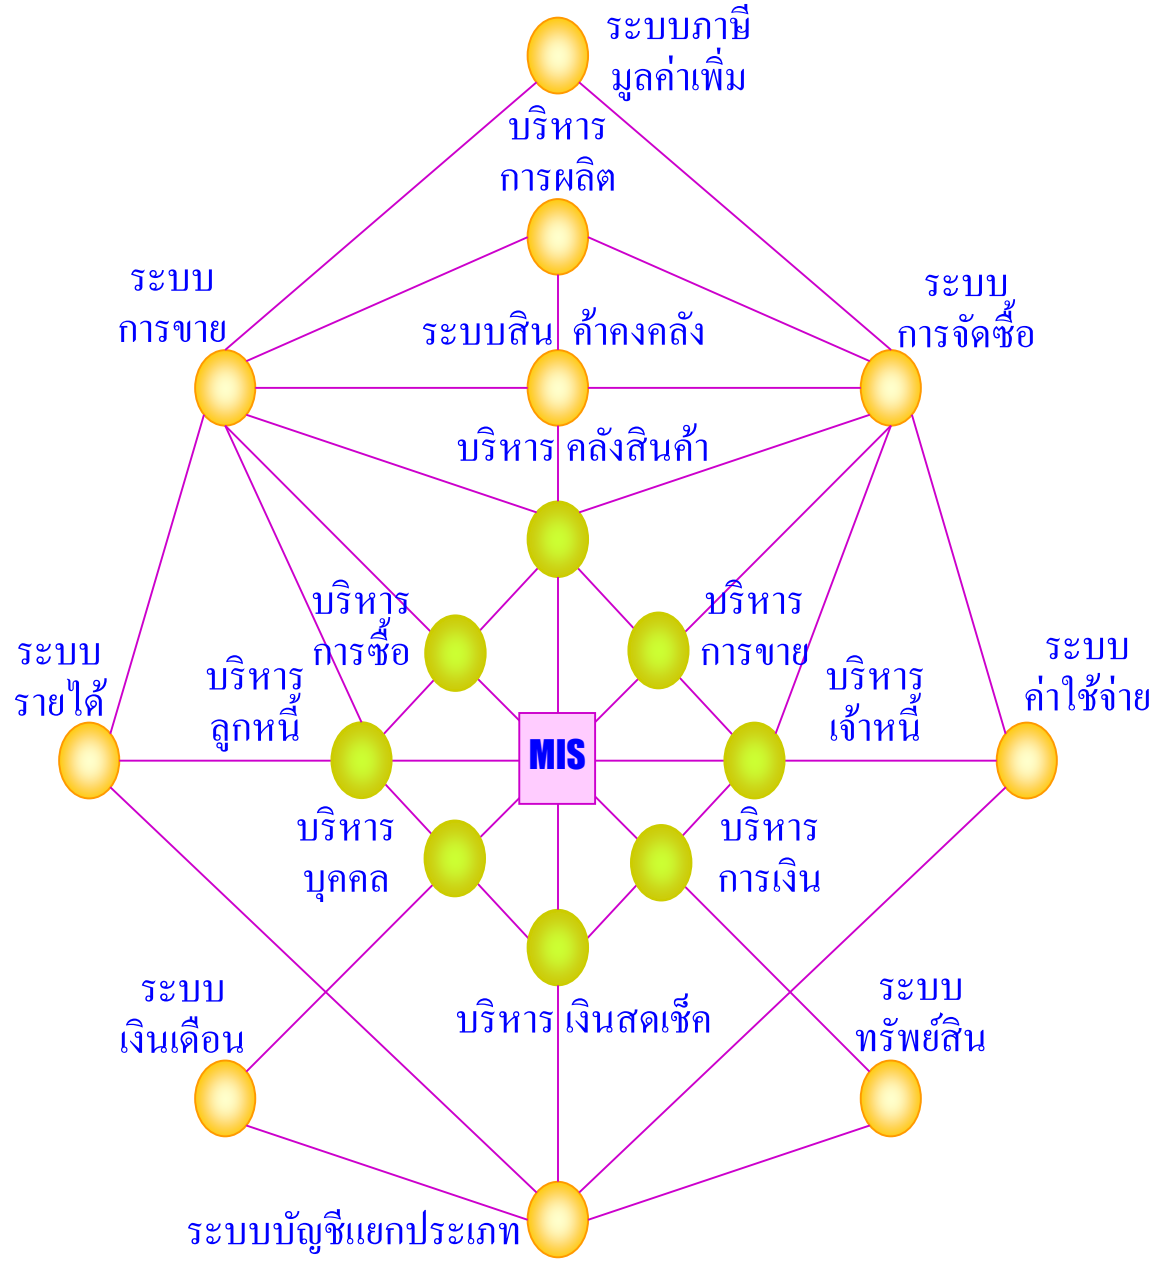 ระบบภาษี
มูลค่าเพิ่ม
บริหาร
การผลิต
ระบบ
การขาย
ระบบ
การจัดซื้อ
ระบบสิน ค้าคงคลัง
บริหาร คลังสินค้า
บริหาร
การซื้อ
บริหาร
การขาย
ระบบ
รายได้
บริหาร
ลูกหนี้
บริหาร
เจ้าหนี้
ระบบ
ค่าใช้จ่าย
MIS
บริหาร
บุคคล
บริหาร
การเงิน
ระบบ
เงินเดือน
บริหาร เงินสดเช็ค
ระบบ
ทรัพย์สิน
ระบบบัญชีแยกประเภท